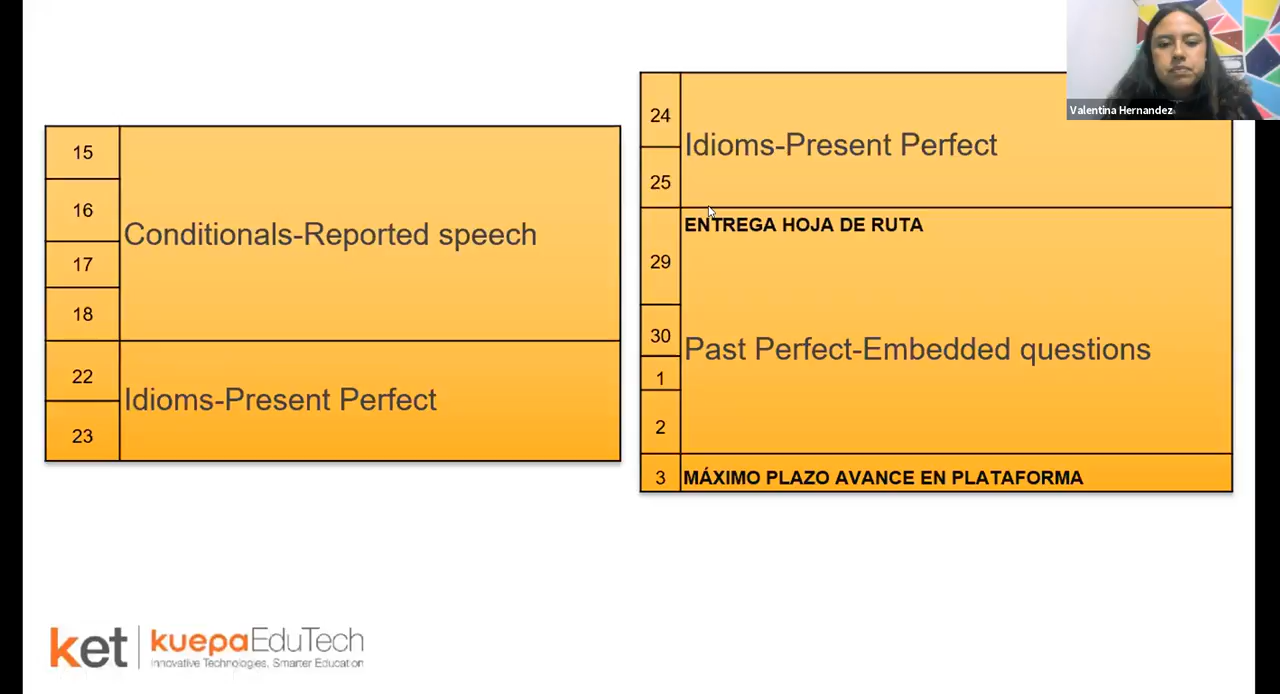 15
16
17
18
Conditionals-Reported speech
22
23
Idioms-Present Perfect
24
25
Idioms-Present Perfect
ENTREGA HOJA DE RUTA
29
30
1
2
Past Perfect-Embedded questions
3
MÁXIMO PLAZO AVANCE EN PLATAFORMA
Valentina Hernandez
ket
kuepaEduTech
Innovative Technologies, Smarter Education